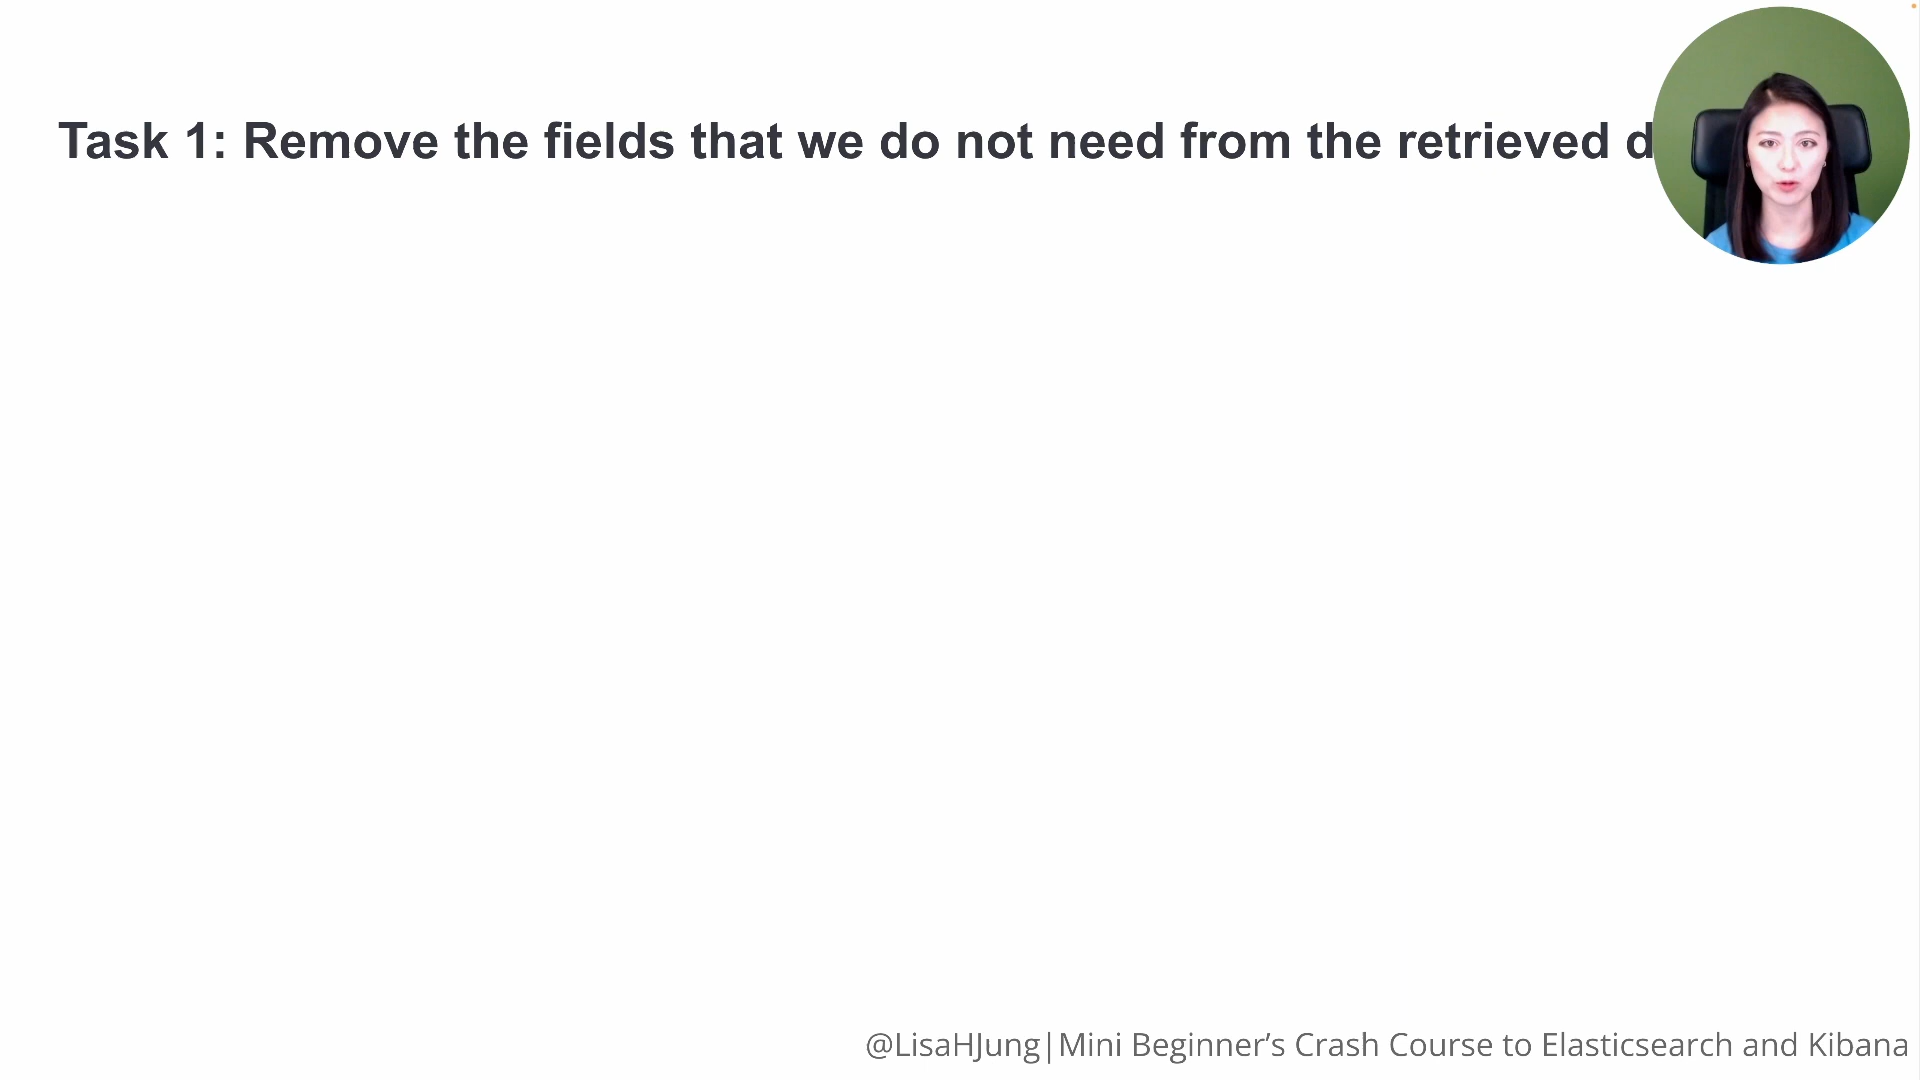 Task 1: Remove the fields that we do not need from the retrieved
@LisaHJung|Mini Beginner’s Crash Course to Elasticsearch and Kibana